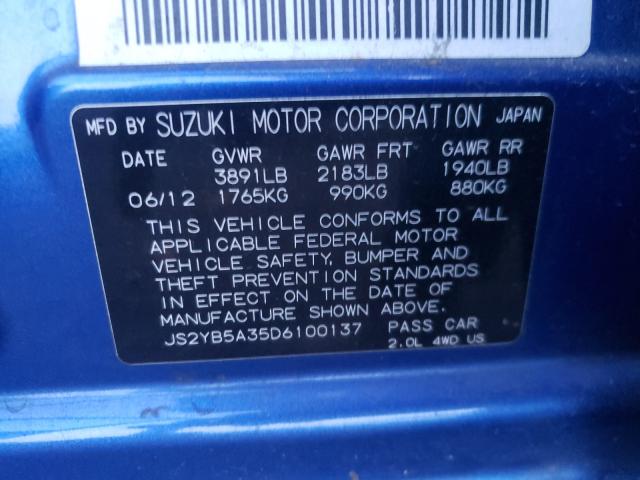 MFD BY SUZUKI MOTOR CORPORATION JAPAN
DATE GVWR GAWR FRT GAWR RR
3891LB 2183LB 1940LB
06/12 1765KG 990KG 880KG
THIS VEHICLE CONFORMS TO ALL
APPLICABLE FEDERAL MOTOR
VEHICLE SAFETY, BUMPER AND
THEFT PREVENTION STANDARDS
IN EFFECT ON THE DATE OF
MANUFACTURE SHOWN ABOVE.
JS2YB5A35D6100137 PASS CAR
2.0L 4WD US